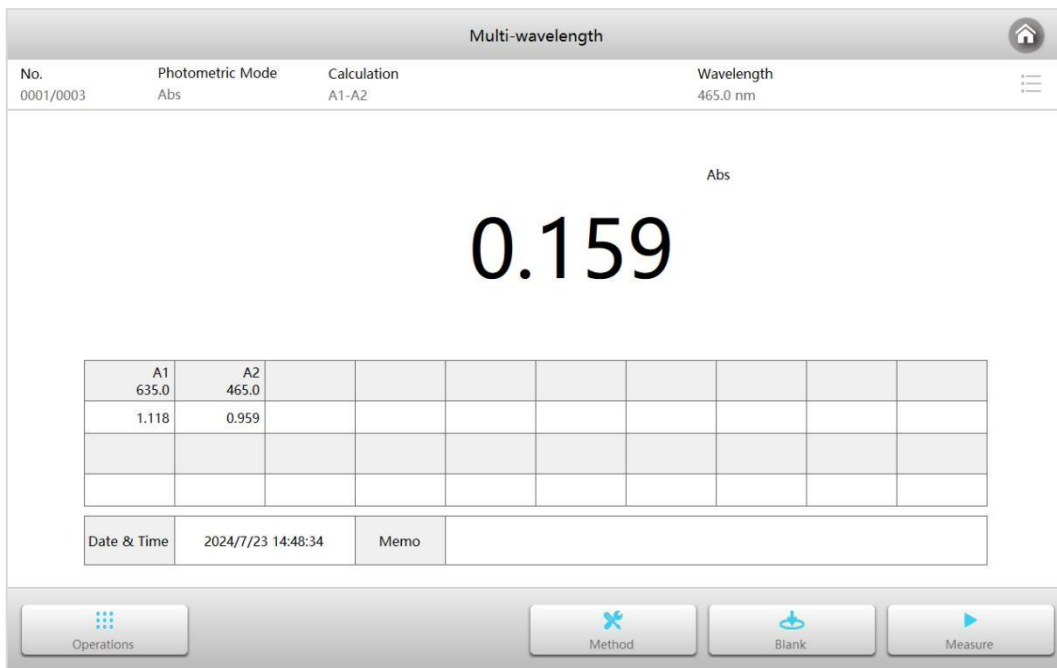 Multi-wavelength
No. Photometric Mode Calculation Wavelength
0001/0003 Abs A1-A2 465.0 nm
Abs
0.159
A1 A2
635.0 465.0
1.118 0.959
Date & Time 2024/7/23 14:48:34 Memo
Operations Method Blank Measure